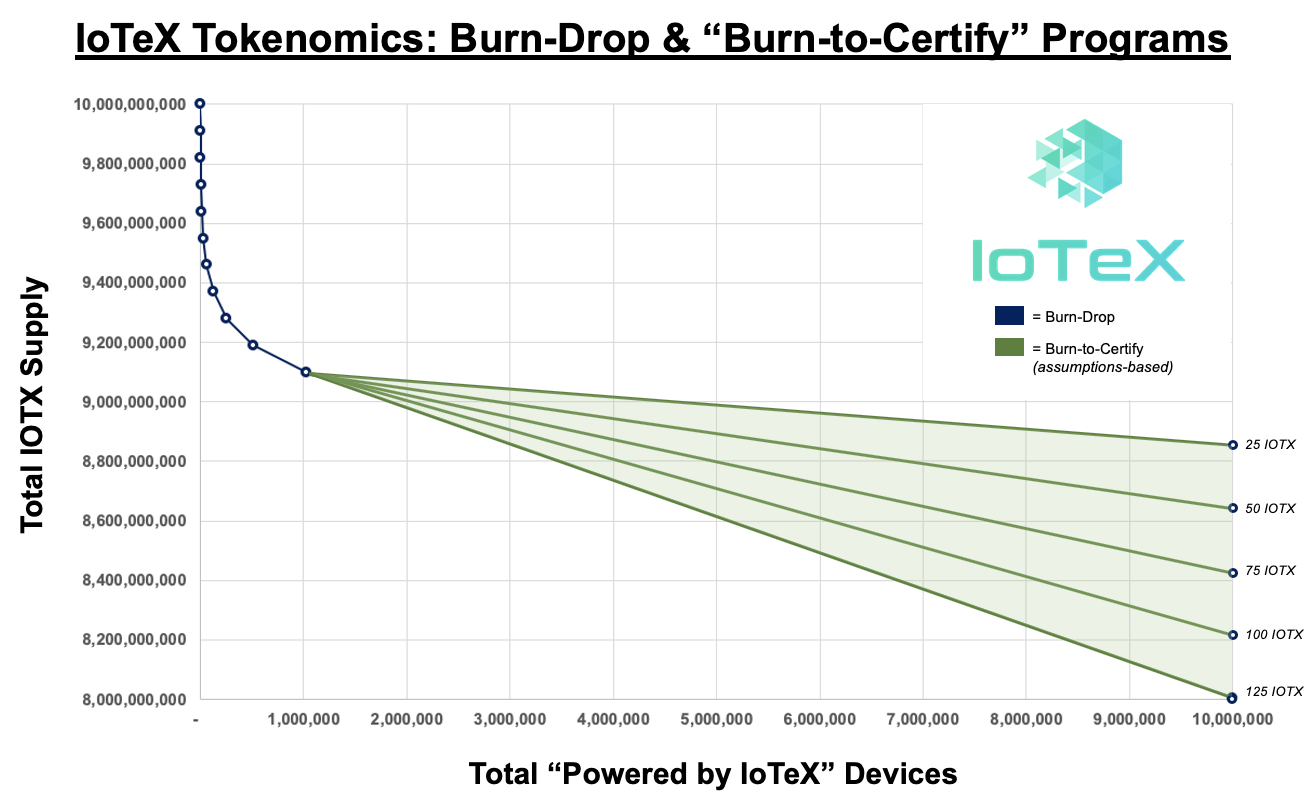 IoTeX Tokenomics: Burn-Drop & “Burn-to-Certify” Programs
10,000,000,000
9,800,000,000
9,600,000,000
9,400,000,000
9,200,000,000
9,000,000,000
8,800,000,000
8,600,000,000
8,400,000,000
8,200,000,000
8,000,000,000
Total IOTX Supply
IoTeX
= Burn-Drop
= Burn-to-Certify
(assumptions-based)
25 IOTX
50 IOTX
75 IOTX
100 IOTX
125 IOTX
- 1,000,000 2,000,000 3,000,000 4,000,000 5,000,000 6,000,000 7,000,000 8,000,000 9,000,000 10,000,000
Total “Powered by IoTeX” Devices